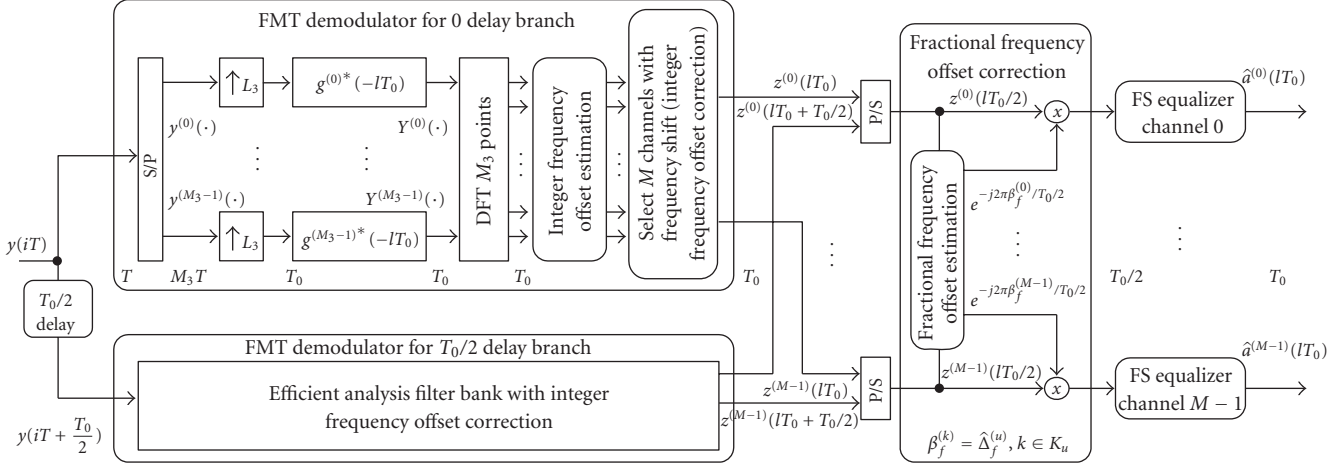 FMT demodulator for 0 delay branch
S/P
↑ L₃
g⁽⁰⁾*(−lT₀)
y⁽⁰⁾(·)
Y⁽⁰⁾(·)
⋮
⋮
y^(M₃−1)(·)
Y^(M₃−1)(·)
↑ L₃
g^(M₃−1)*(−lT₀)
DFT M₃ points
Integer frequency
offset estimation
Select M channels with
frequency shift (integer
frequency offset correction)
T
M₃T
T₀
T₀
T₀
T₀
y(iT)
T₀/2
delay
y(iT + T₀/2)
FMT demodulator for T₀/2 delay branch
Efficient analysis filter bank with integer
frequency offset correction
z⁽⁰⁾(lT₀)
z⁽⁰⁾(lT₀ + T₀/2)
P/S
⋮
z^(M−1)(lT₀)
z^(M−1)(lT₀ + T₀/2)
P/S
Fractional frequency
offset correction
z⁽⁰⁾(lT₀/2)
x
Fractional frequency
offset estimation
e^(−j2πβ_f^(0)/T₀/2)
⋮
e^(−j2πβ_f^(M−1)/T₀/2)
z^(M−1)(lT₀/2)
x
β_f^(k) = Δ̂_f^(u), k ∈ K_u
FS equalizer
channel 0
â⁽⁰⁾(lT₀)
⋮
T₀/2
T₀
FS equalizer
channel M − 1
â^(M−1)(lT₀)